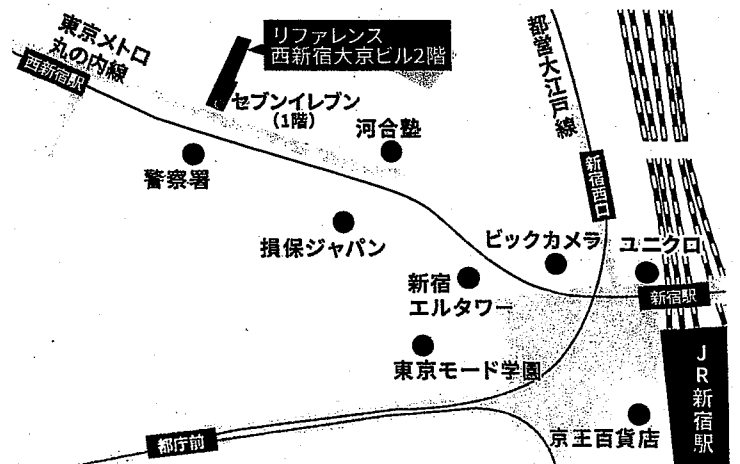 東京メトロ
丸の内線
西新宿駅
リファレンス
西新宿大京ビル2階
セブンイレブン
(1階)
河合塾
警察署
損保ジャパン
都営大江戸線
新宿西口
ビックカメラ
ユニクロ
新宿
エルタワー
新宿駅
東京モード学園
JR新宿駅
京王百貨店
都庁前